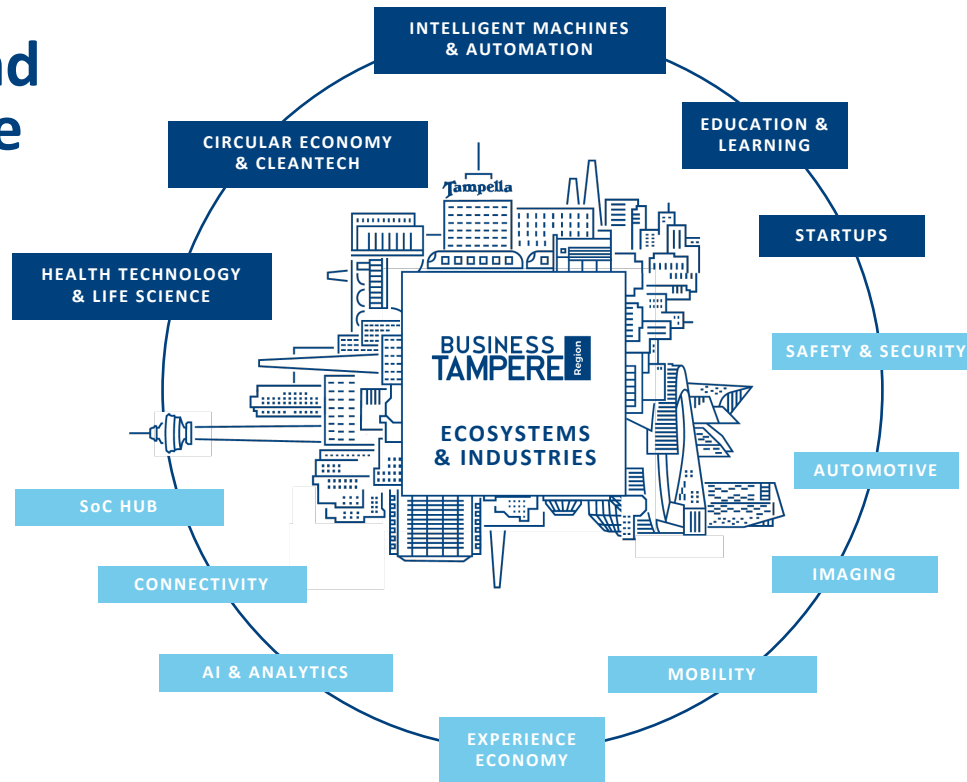 INTELLIGENT MACHINES
& AUTOMATION
EDUCATION &
LEARNING
CIRCULAR ECONOMY
& CLEANTECH
Tampella
STARTUPS
HEALTH TECHNOLOGY
& LIFE SCIENCE
SAFETY & SECURITY
BUSINESS
TAMPERE
Region
ECOSYSTEMS
& INDUSTRIES
AUTOMOTIVE
SoC HUB
IMAGING
CONNECTIVITY
AI & ANALYTICS
MOBILITY
EXPERIENCE
ECONOMY